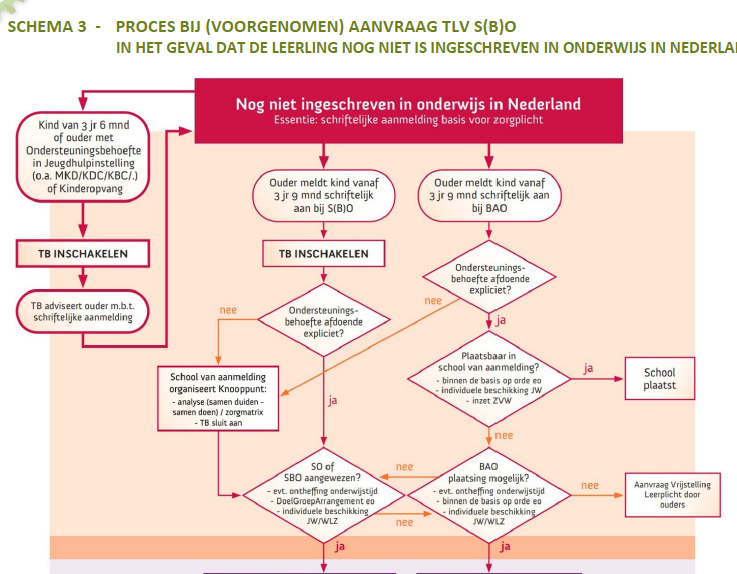 SCHEMA 3 - PROCES BIJ (VOORGENOMEN) AANVRAAG TLV S(B)O
IN HET GEVAL DAT DE LEERLING NOG NIET IS INGESCHREVEN IN ONDERWIJS IN NEDERLA
Nog niet ingeschreven in onderwijs in Nederland
Essentie: schriftelijke aanmelding basis voor zorgplicht
Kind van 3 jr 6 mnd
of ouder met
Ondersteuningsbehoefte
in Jeugdhulpinstelling
(o.a. MKD/KDC/KBC/.)
of Kinderopvang
TB INSCHAKELEN
TB adviseert ouder m.b.t.
schriftelijke aanmelding
Ouder meldt kind vanaf
3 jr 9 mnd schriftelijk
aan bij S(B)O
TB INSCHAKELEN
Ondersteunings-
behoefte afdoende
expliciet?
nee
ja
School van aanmelding
organiseert Knooppunt:
- analyse (samen duiden -
samen doen) / zorgmatrix
- TB sluit aan
SO of
SBO aangewezen?
- evt. ontheffing onderwijstijd
- DoelGroepArrangement eo
- individuele beschikking
JW/WLZ
ja
Ouder meldt kind vanaf
3 jr 9 mnd schriftelijk aan
bij BAO
Ondersteunings-
behoefte afdoende
expliciet?
nee
ja
Plaatsbaar in
school van aanmelding?
- binnen de basis op orde eo
- individuele beschikking JW
- inzet ZVW
ja
School
plaatst
nee
BAO
plaatsing mogelijk?
- evt. ontheffing onderwijstijd
- binnen de basis op orde eo
- individuele beschikking
JW/WLZ
nee
nee
nee
Aanvraag Vrijstelling
Leerplicht door
ouders
ja